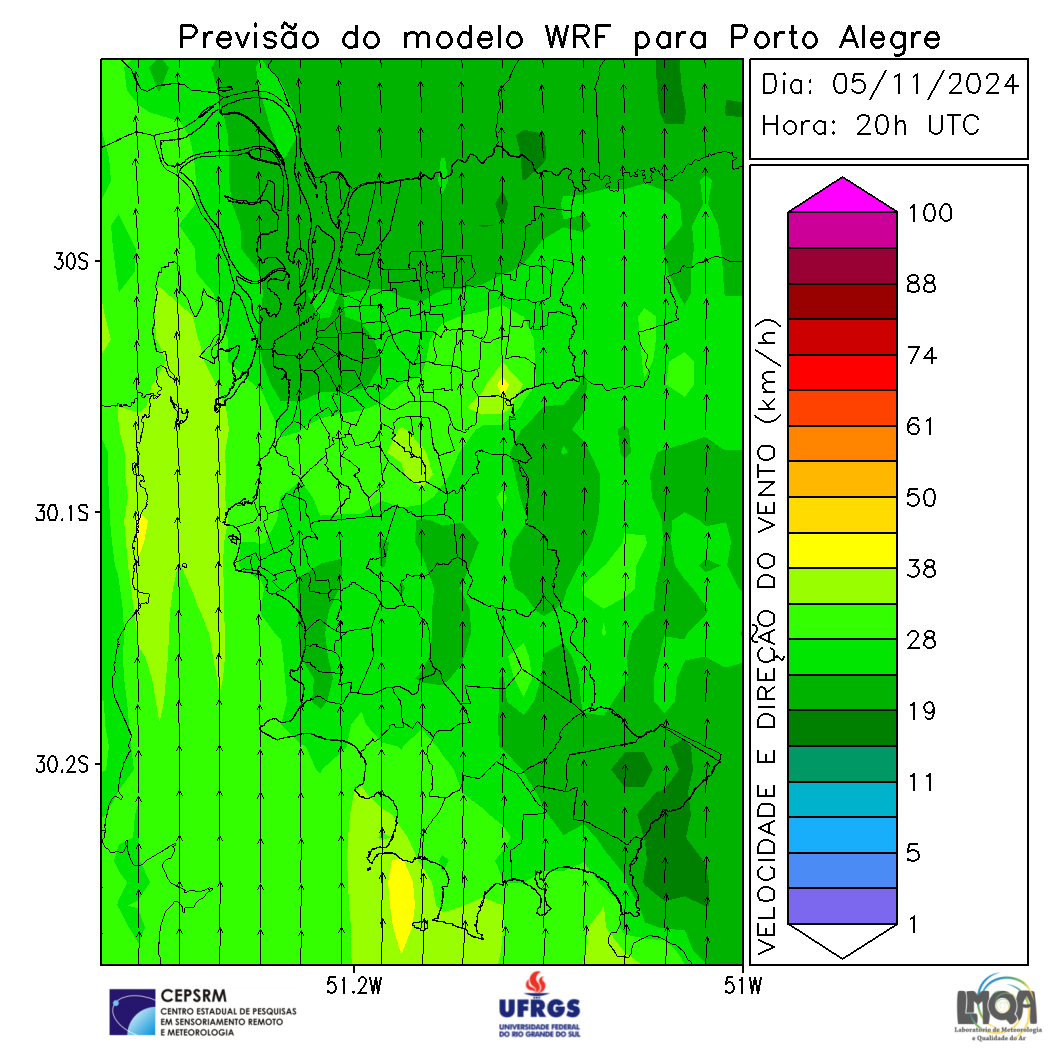 Previsão do modelo WRF para Porto Alegre
Dia: 05/11/2024
Hora: 20h UTC
30S
30.1S
30.2S
51.2W
51W
VELOCIDADE E DIREÇÃO DO VENTO (km/h)
100
88
74
61
50
38
28
19
11
5
1
CEPSRM
CENTRO ESTADUAL DE PESQUISAS
EM SENSORIAMENTO REMOTO
E METEOROLOGIA
UFRGS
UNIVERSIDADE FEDERAL
DO RIO GRANDE DO SUL
LMQA
Laboratório de Meteorologia
e Qualidade do Ar